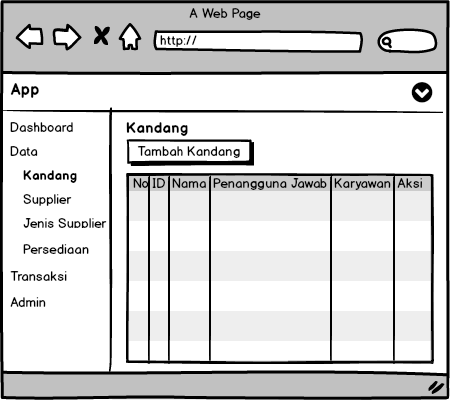 A Web Page
http://
App
Dashboard
Data
Kandang
Supplier
Jenis Supplier
Persediaan
Transaksi
Admin
Kandang
Tambah Kandang
No ID Nama Penangguna Jawab Karyawan Aksi